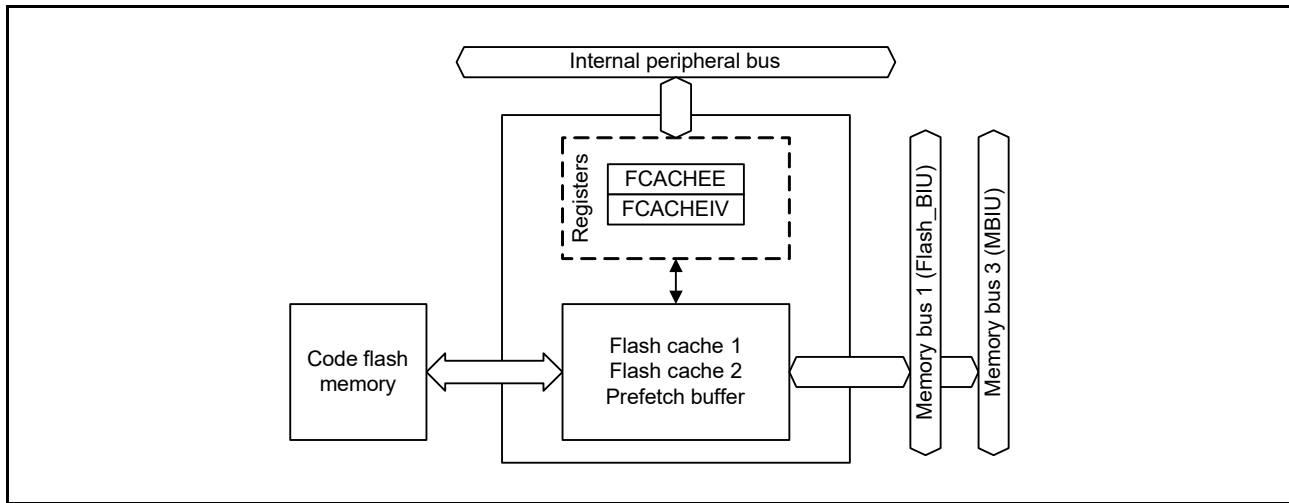 Internal peripheral bus
Registers
FCACHEE
FCACHEIV
Code flash
memory
Flash cache 1
Flash cache 2
Prefetch buffer
Memory bus 1 (Flash_BIU)
Memory bus 3 (MBIU)